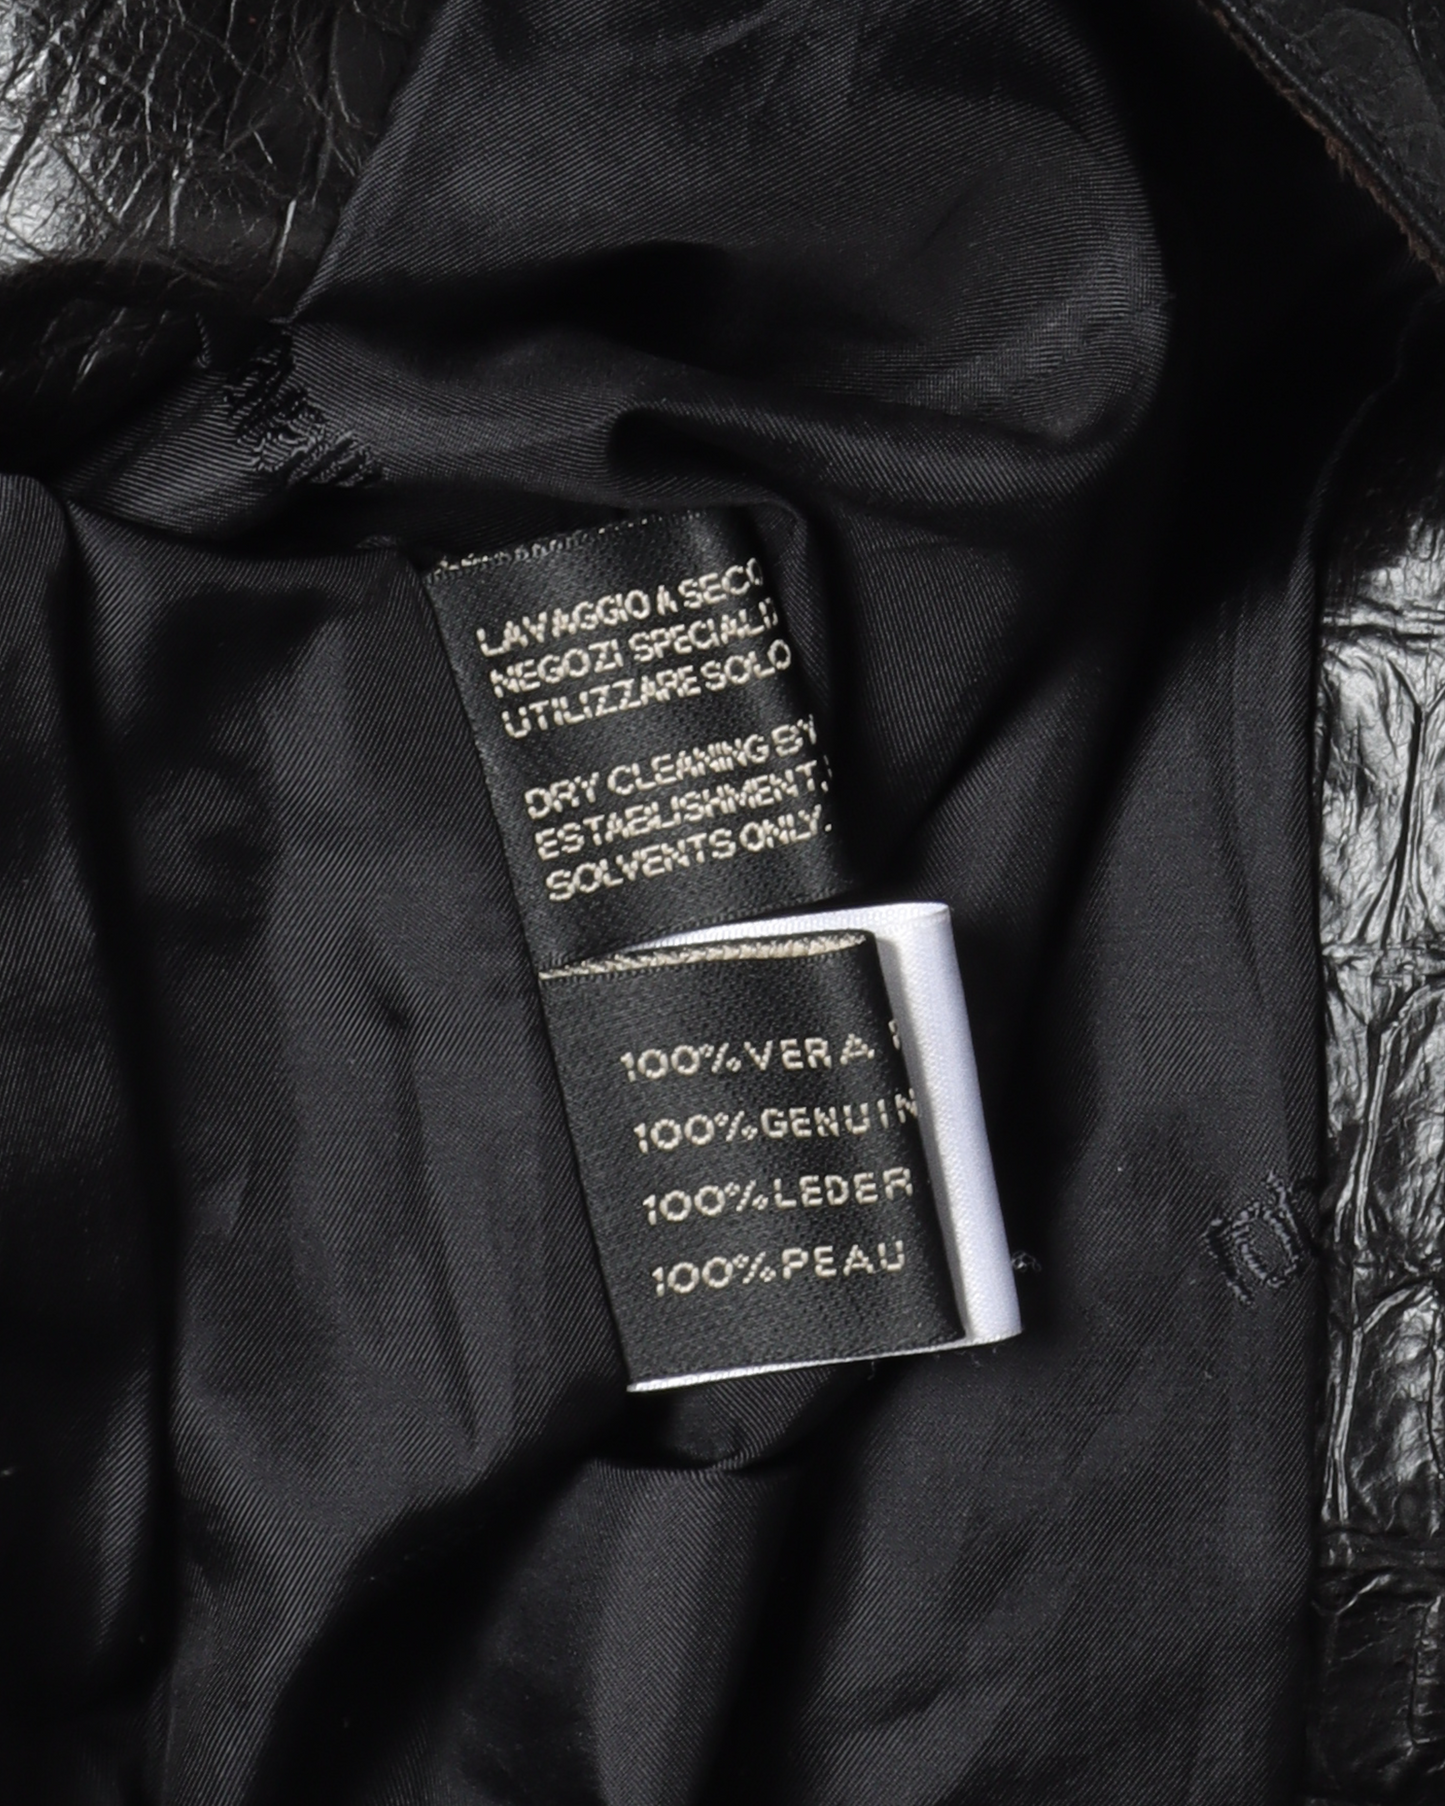 LAVAGGIO A SECO
NEGOZI SPECIALI
UTILIZZARE SOLO
DRY CLEANING BY
ESTABLISHMENT,
SOLVENTS ONLY.
100% VERA
100% GENUIN
100% LEDER
100% PEAU